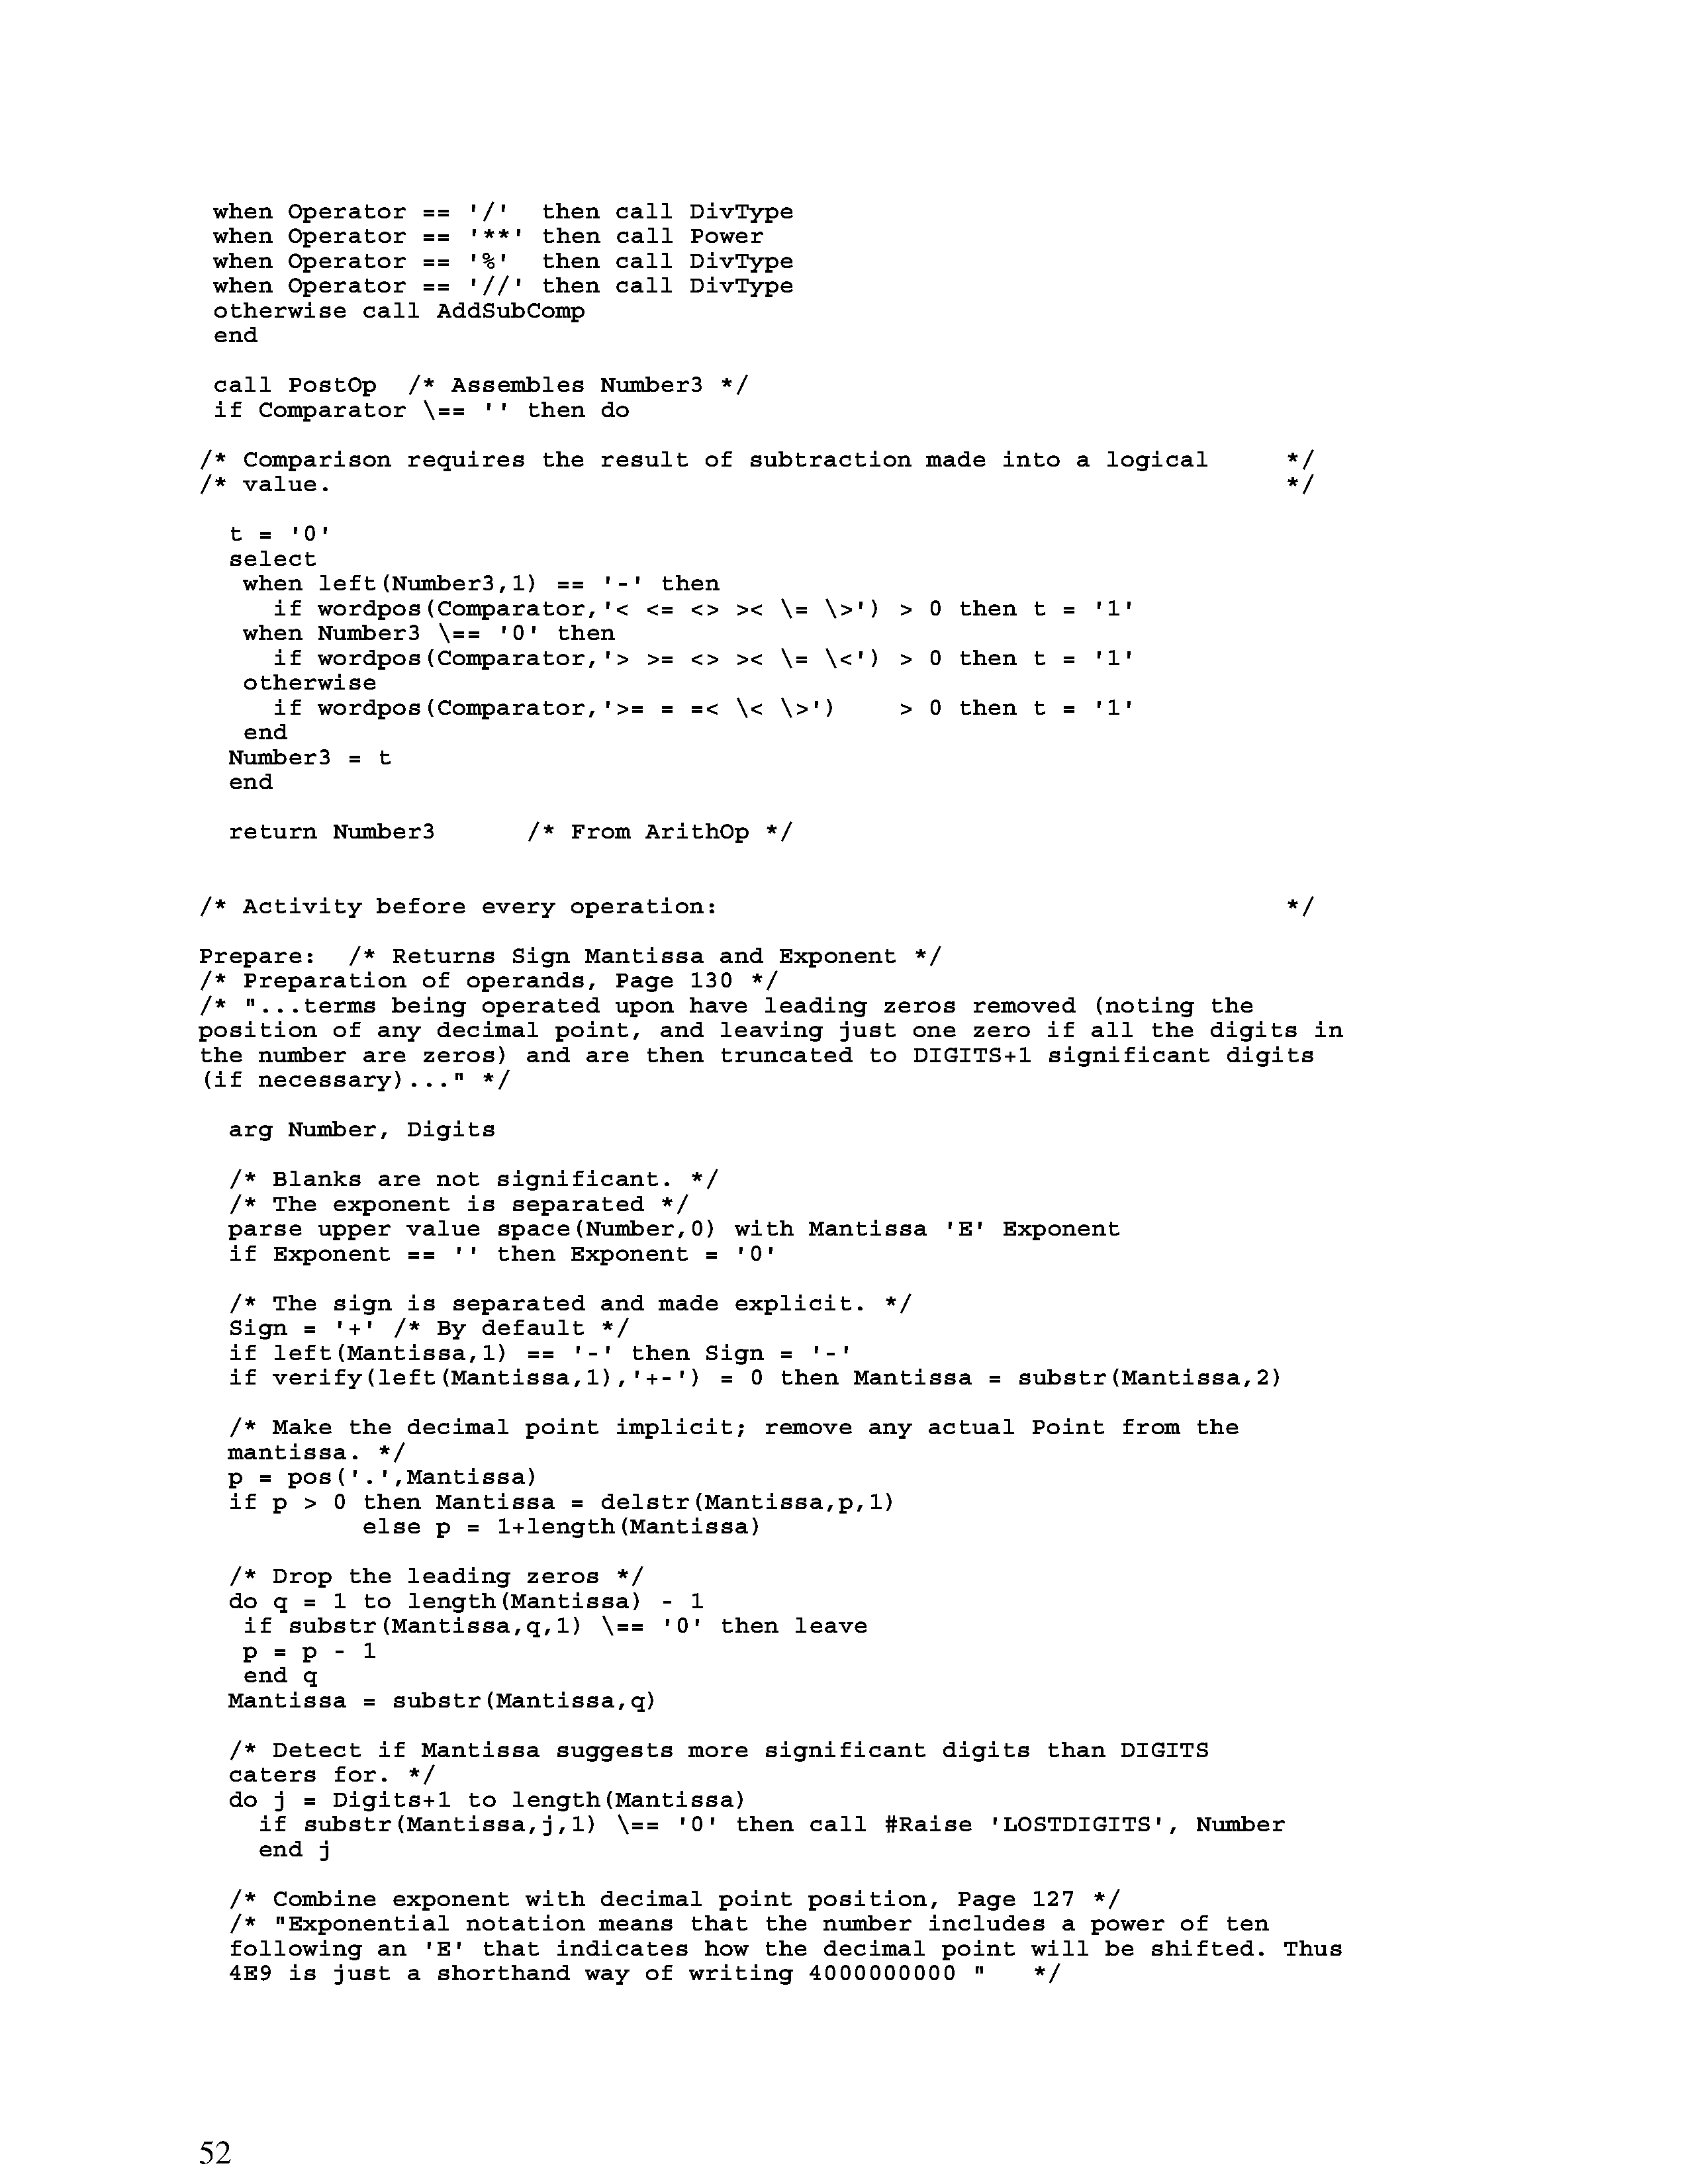 when Operator == '/'  then call DivType
when Operator == '**' then call Power
when Operator == '%'  then call DivType
when Operator == '//' then call DivType
otherwise call AddSubComp
end
call PostOp  /* Assembles Number3 */
if Comparator \== '' then do
/* Comparison requires the result of subtraction made into a logical     */
/* value.                                                                */
t = '0'
select
when left(Number3,1) == '-' then
if wordpos(Comparator,'< <= <> >< \= \>') > 0 then t = '1'
when Number3 \== '0' then
if wordpos(Comparator,'> >= <> >< \= \<') > 0 then t = '1'
otherwise
if wordpos(Comparator,'>= = =< \< \>')    > 0 then t = '1'
end
Number3 = t
end
return Number3      /* From ArithOp */
/* Activity before every operation:                                      */
Prepare:  /* Returns Sign Mantissa and Exponent */
/* Preparation of operands, Page 130 */
/* "...terms being operated upon have leading zeros removed (noting the
position of any decimal point, and leaving just one zero if all the digits in
the number are zeros) and are then truncated to DIGITS+1 significant digits
(if necessary)..." */
arg Number, Digits
/* Blanks are not significant. */
/* The exponent is separated */
parse upper value space(Number,0) with Mantissa 'E' Exponent
if Exponent == '' then Exponent = '0'
/* The sign is separated and made explicit. */
Sign = '+' /* By default */
if left(Mantissa,1) == '-' then Sign = '-'
if verify(left(Mantissa,1),'+-') = 0 then Mantissa = substr(Mantissa,2)
/* Make the decimal point implicit; remove any actual Point from the
mantissa. */
p = pos('.',Mantissa)
if p > 0 then Mantissa = delstr(Mantissa,p,1)
else p = 1+length(Mantissa)
/* Drop the leading zeros */
do q = 1 to length(Mantissa) - 1
if substr(Mantissa,q,1) \== '0' then leave
p = p - 1
end q
Mantissa = substr(Mantissa,q)
/* Detect if Mantissa suggests more significant digits than DIGITS
caters for. */
do j = Digits+1 to length(Mantissa)
if substr(Mantissa,j,1) \== '0' then call #Raise 'LOSTDIGITS', Number
end j
/* Combine exponent with decimal point position, Page 127 */
/* "Exponential notation means that the number includes a power of ten
following an 'E' that indicates how the decimal point will be shifted. Thus
4E9 is just a shorthand way of writing 4000000000 "   */
52